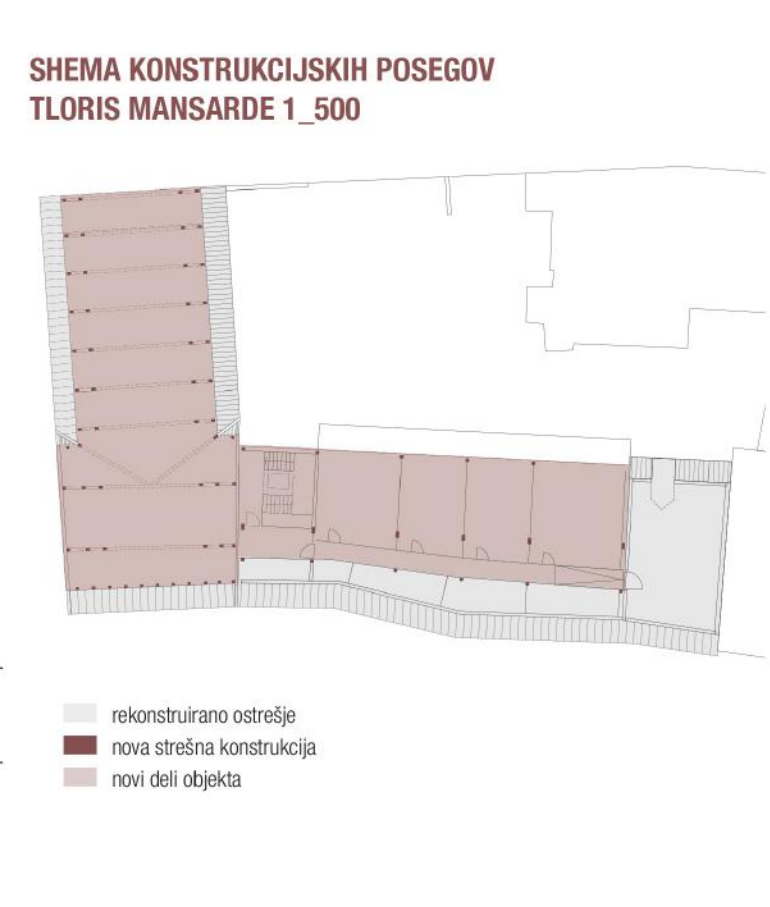 SHEMA KONSTRUKCIJSKIH POSEGOV
TLORIS MANSARDE 1_500
rekonstruirano ostrešje
nova strešna konstrukcija
novi deli objekta